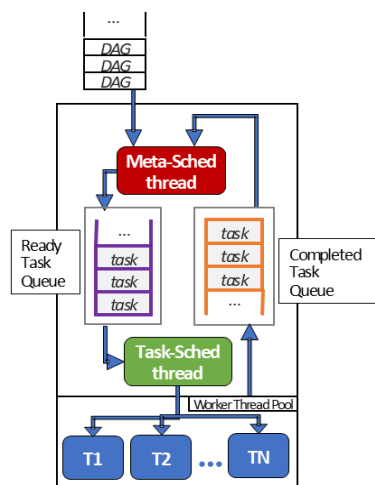 ...
DAG
DAG
DAG
Meta-Sched
thread
Ready
Task
Queue
...
task
task
task
task
task
task
...
Completed
Task
Queue
Task-Sched
thread
Worker Thread Pool
T1
T2
...
TN